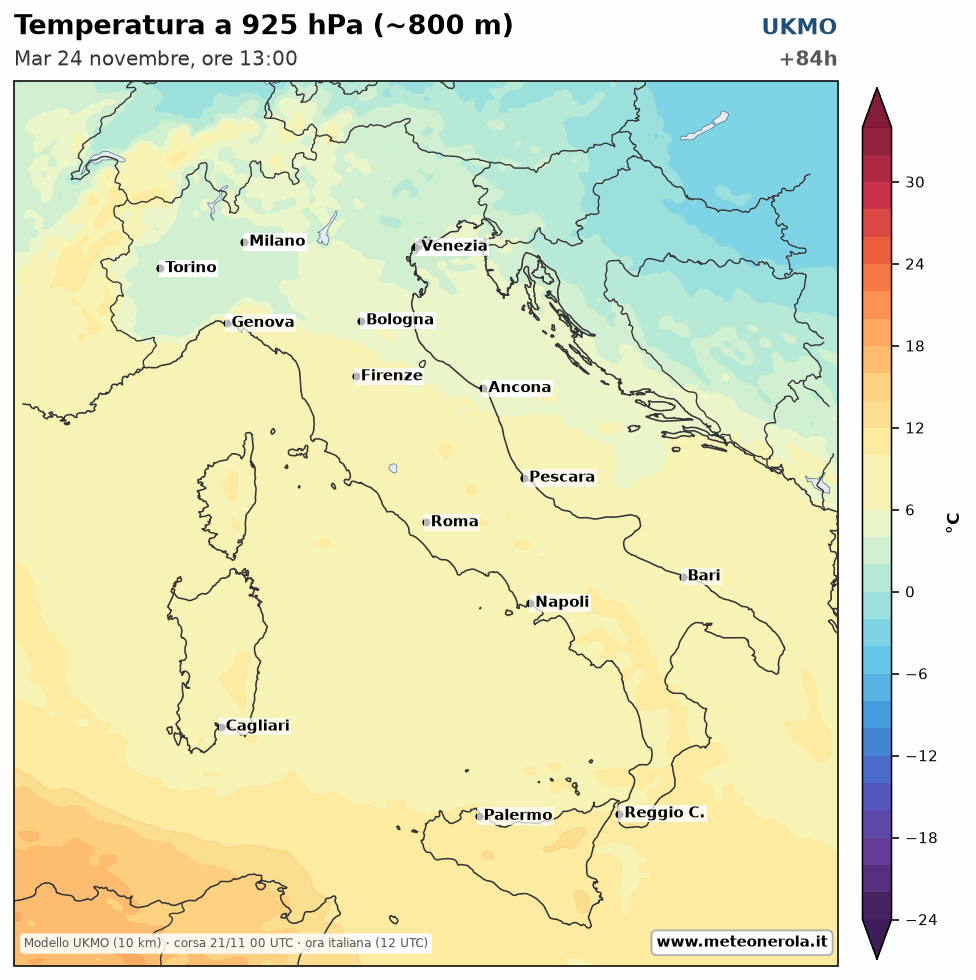 Temperatura a 925 hPa (~800 m)
UKMO
Mar 24 novembre, ore 13:00
+84h
Milano
Venezia
Torino
Genova
Bologna
Firenze
Ancona
Pescara
Roma
Bari
Napoli
Cagliari
Palermo
Reggio C.
30
24
18
12
6
0
−6
−12
−18
−24
°C
Modello UKMO (10 km) · corsa 21/11 00 UTC · ora italiana (12 UTC)
www.meteonerola.it